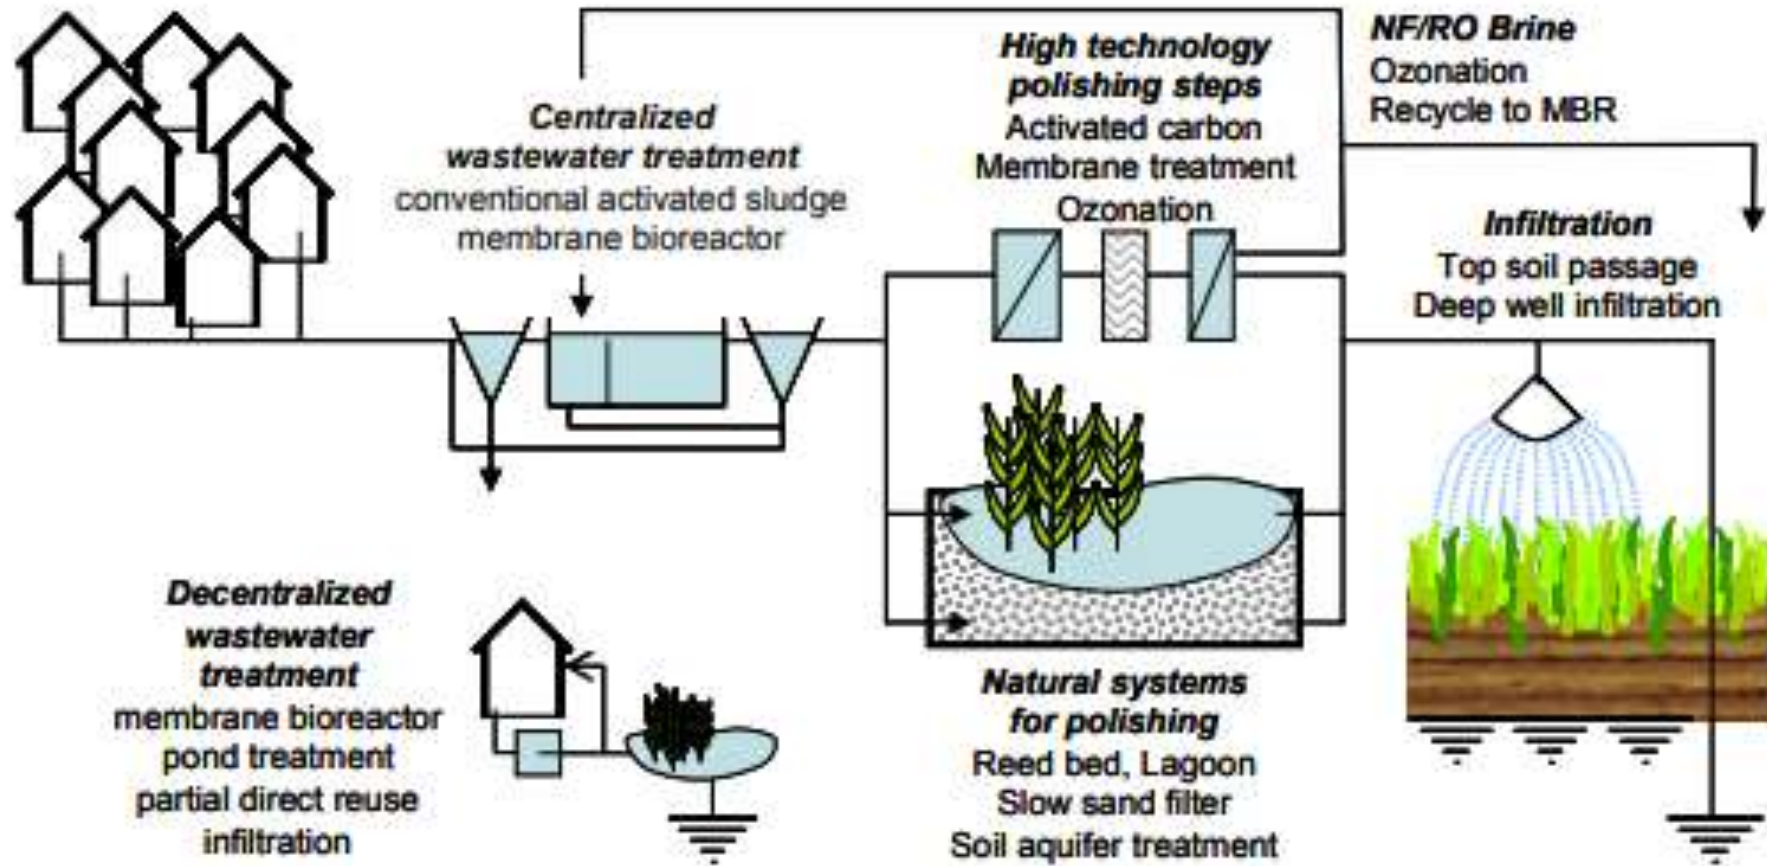 Centralized
wastewater treatment
conventional activated sludge
membrane bioreactor
High technology
polishing steps
Activated carbon
Membrane treatment
Ozonation
NF/RO Brine
Ozonation
Recycle to MBR
Infiltration
Top soil passage
Deep well infiltration
Decentralized
wastewater
treatment
membrane bioreactor
pond treatment
partial direct reuse
infiltration
Natural systems
for polishing
Reed bed, Lagoon
Slow sand filter
Soil aquifer treatment